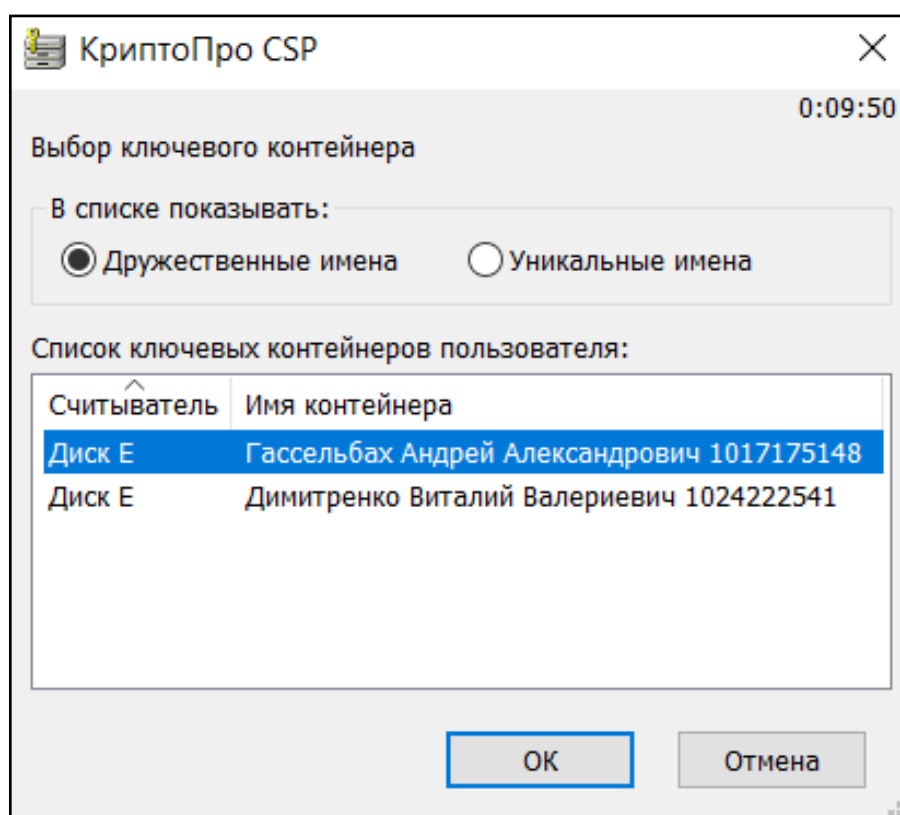 КриптоПро CSP
0:09:50
Выбор ключевого контейнера
В списке показывать:
Дружественные имена Уникальные имена
Список ключевых контейнеров пользователя:
Считыватель Имя контейнера
Диск E Гассельбах Андрей Александрович 1017175148
Диск E Димитренко Виталий Валериевич 1024222541
ОК Отмена